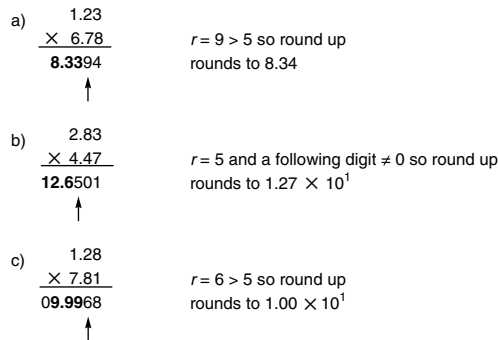 a) 1.23
× 6.78 r = 9 > 5 so round up
8.3394 rounds to 8.34
b) 2.83
× 4.47 r = 5 and a following digit ≠ 0 so round up
12.6501 rounds to 1.27 × 10¹
c) 1.28
× 7.81 r = 6 > 5 so round up
09.9968 rounds to 1.00 × 10¹